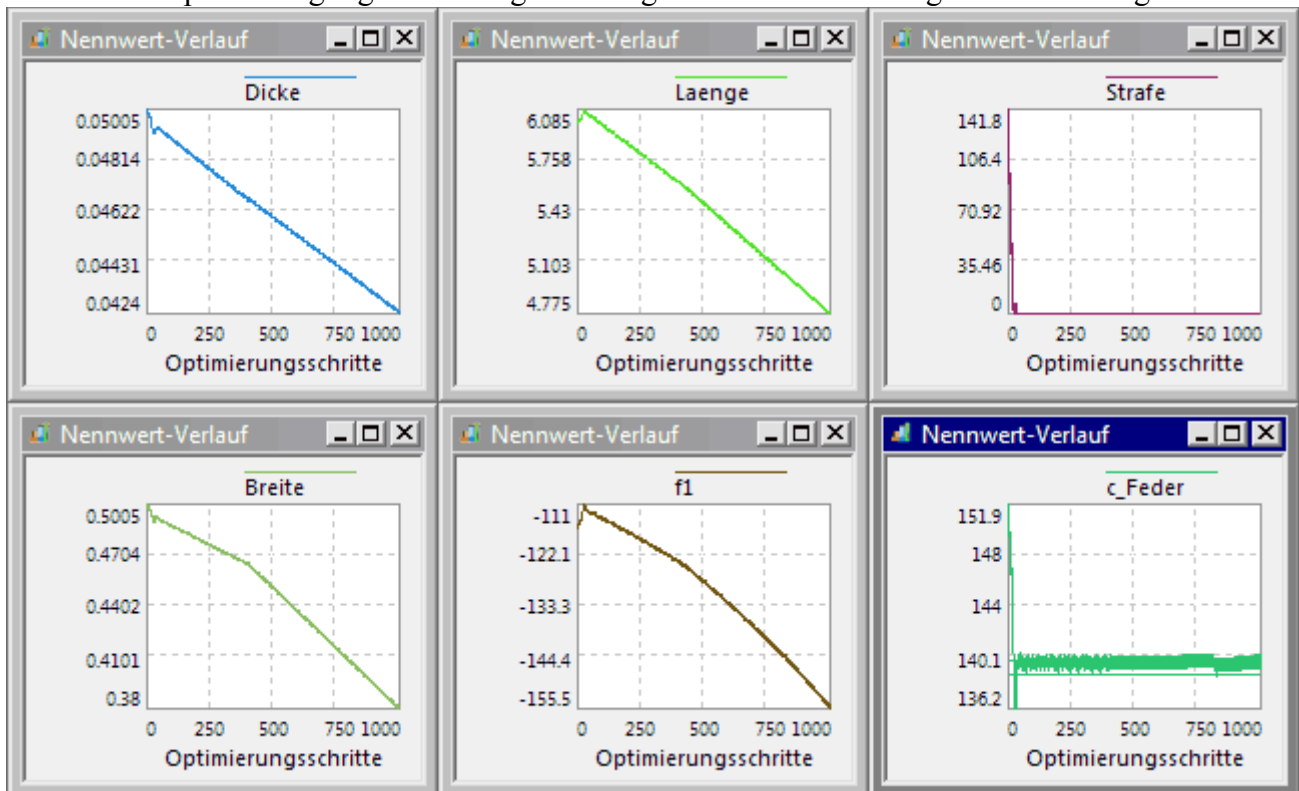 Nennwert-Verlauf
Dicke
0.05005
0.04814
0.04622
0.04431
0.0424
0 250 500 750 1000
Optimierungsschritte
Nennwert-Verlauf
Laenge
6.085
5.758
5.43
5.103
4.775
0 250 500 750 1000
Optimierungsschritte
Nennwert-Verlauf
Strafe
141.8
106.4
70.92
35.46
0
0 250 500 750 1000
Optimierungsschritte
Nennwert-Verlauf
Breite
0.5005
0.4704
0.4402
0.4101
0.38
0 250 500 750 1000
Optimierungsschritte
Nennwert-Verlauf
f1
-111
-122.1
-133.3
-144.4
-155.5
0 250 500 750 1000
Optimierungsschritte
Nennwert-Verlauf
c_Feder
151.9
148
144
140.1
136.2
0 250 500 750 1000
Optimierungsschritte